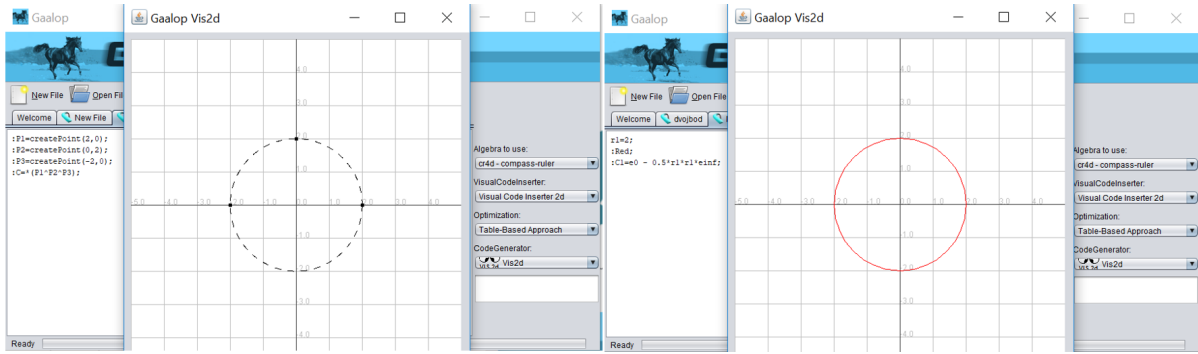 Gaalop
Gaalop Vis2d
New File
Open Fil
Welcome
New File
:P1=createPoint(2,0);
:P2=createPoint(0,2);
:P3=createPoint(-2,0);
:C=*(P1^P2^P3);
4.0
3.0
2.0
1.0
-5.0 -4.0 -3.0 -2.0 -1.0 0.0 1.0 2.0 3.0 4.0
-1.0
-2.0
-3.0
-4.0
Algebra to use:
cr4d - compass-ruler
VisualCodeInserter:
Visual Code Inserter 2d
Optimization:
Table-Based Approach
CodeGenerator:
Vis2d
Ready
Gaalop
Gaalop Vis2d
New File
Open File
Welcome
dvojbod
r1=2;
:Red;
:C1=e0 - 0.5*r1*r1*einf;
4.0
3.0
2.0
1.0
-5.0 -4.0 -3.0 -2.0 -1.0 0.0 1.0 2.0 3.0 4.0
-1.0
-2.0
-3.0
-4.0
Algebra to use:
cr4d - compass-ruler
VisualCodeInserter:
Visual Code Inserter 2d
Optimization:
Table-Based Approach
CodeGenerator:
Vis2d
Ready